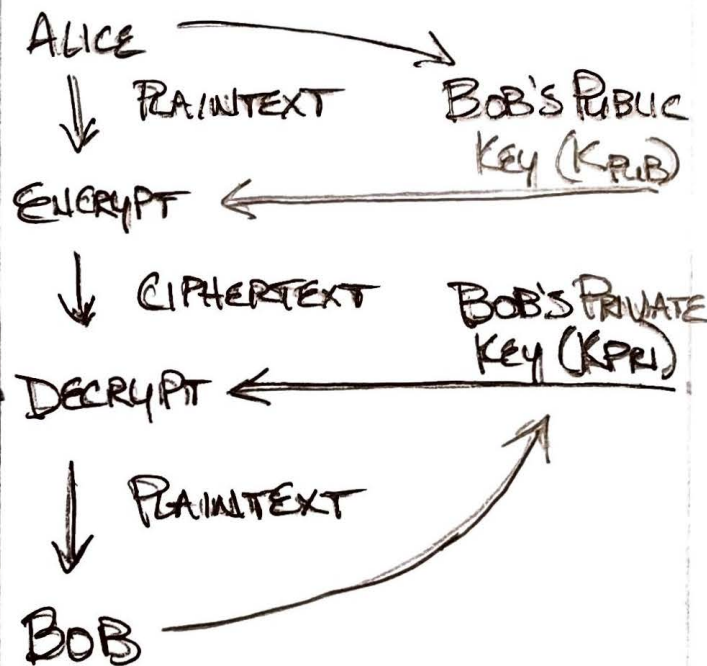 ALICE
PLAINTEXT
BOB'S PUBLIC
KEY (KPUB)
ENCRYPT
CIPHERTEXT
BOB'S PRIVATE
KEY (KPRI)
DECRYPT
PLAINTEXT
BOB